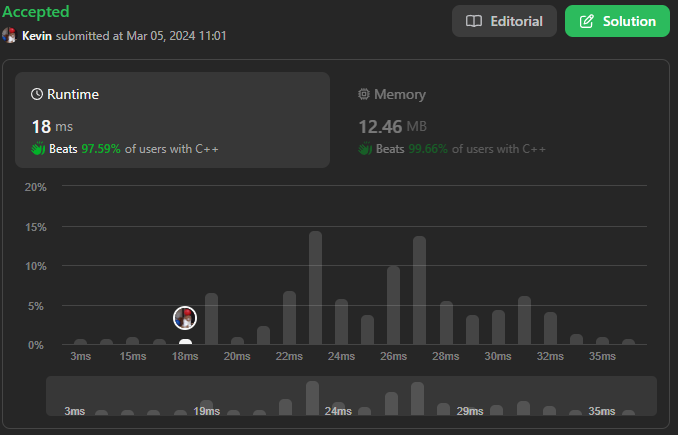 Accepted
Editorial
Solution
Kevin submitted at Mar 05, 2024 11:01
Runtime
Memory
18 ms
12.46 MB
Beats 97.59% of users with C++
Beats 99.66% of users with C++
20%
15%
10%
5%
0%
3ms 15ms 18ms 20ms 22ms 24ms 26ms 28ms 30ms 32ms 35ms
3ms 19ms 24ms 29ms 35ms